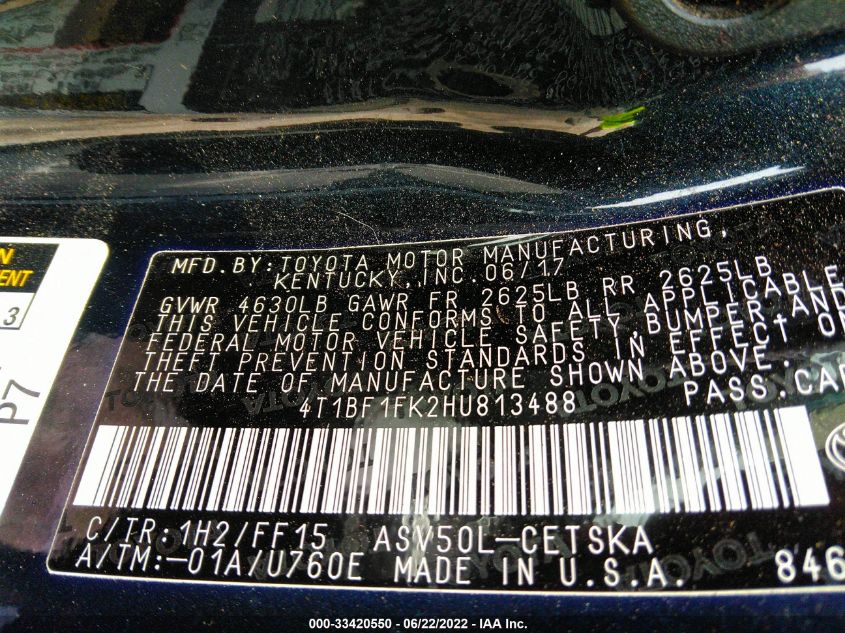 MFD.BY:TOYOTA MOTOR MANUFACTURING,
KENTUCKY,INC.06/17
GVWR 4630LB GAWR FR 2625LB RR 2625LB
THIS VEHICLE CONFORMS TO ALL APPLICABLE
FEDERAL MOTOR VEHICLE SAFETY,BUMPER,AND
THEFT PREVENTION STANDARDS IN EFFECT ON
THE DATE OF MANUFACTURE SHOWN ABOVE.
4T1BF1FK2HU813488 PASS.CAR
C/TR:1H2/FF15 ASV50L-CETSKA
A/TM:-01A/U760E MADE IN U.S.A. 846
3
P7
000-33420550 - 06/22/2022 - IAA Inc.